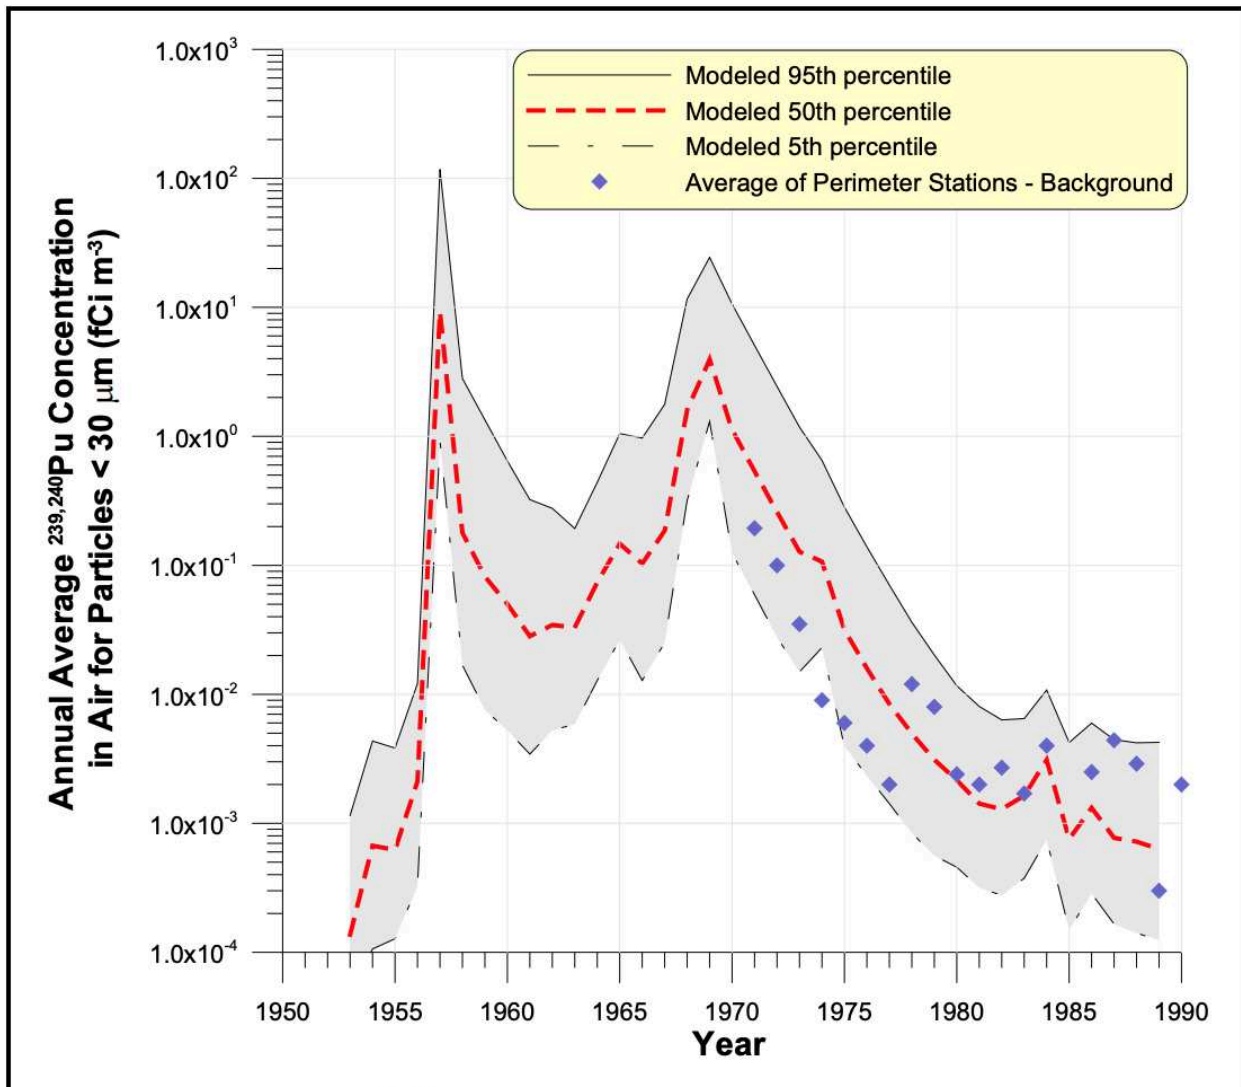 1.0x10³
1.0x10²
1.0x10¹
1.0x10⁰
1.0x10⁻¹
1.0x10⁻²
1.0x10⁻³
1.0x10⁻⁴
Modeled 95th percentile
Modeled 50th percentile
Modeled 5th percentile
Average of Perimeter Stations - Background
Annual Average ²³⁹,²⁴⁰Pu Concentration
in Air for Particles < 30 μm (fCi m⁻³)
1950 1955 1960 1965 1970 1975 1980 1985 1990
Year